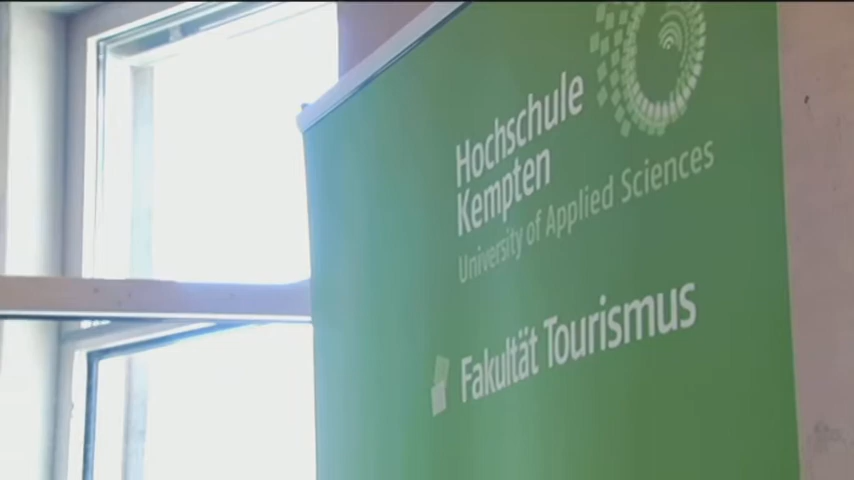 Hochschule
Kempten
University of Applied Sciences
Fakultät Tourismus